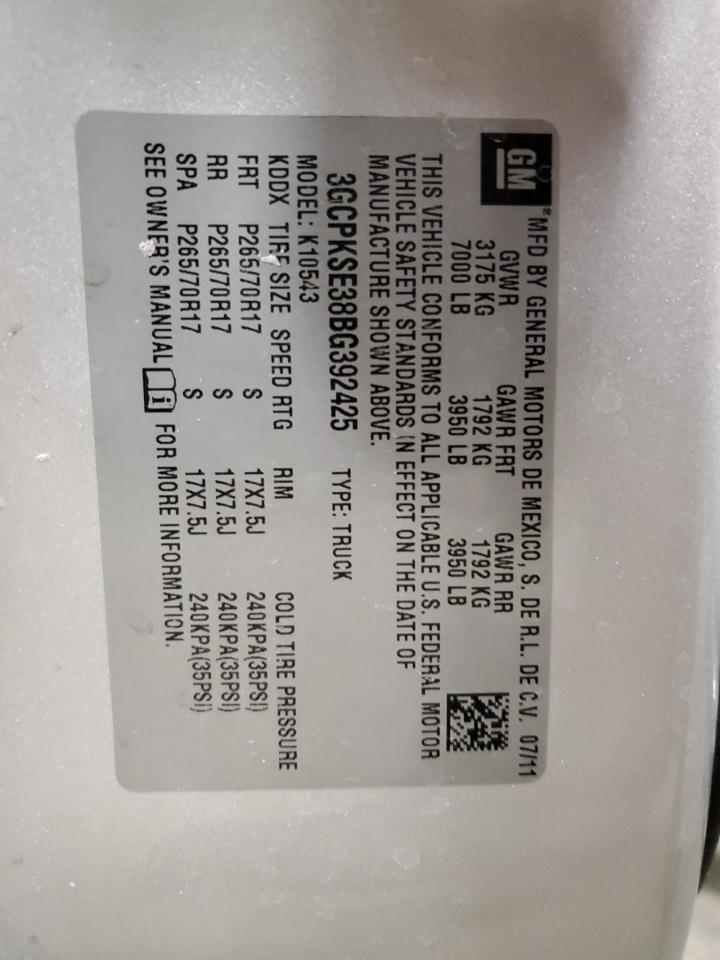 GM
*MFD BY GENERAL MOTORS DE MEXICO, S. DE R.L. DE C.V. 07/11
GVWR GAWR FRT GAWR RR
3175 KG 1792 KG 1792 KG
7000 LB 3950 LB 3950 LB
THIS VEHICLE CONFORMS TO ALL APPLICABLE U.S. FEDERAL MOTOR
VEHICLE SAFETY STANDARDS IN EFFECT ON THE DATE OF
MANUFACTURE SHOWN ABOVE.
3GCPKSE38BG392425 TYPE: TRUCK
MODEL: K10543
KDDX TIRE SIZE SPEED RTG RIM COLD TIRE PRESSURE
FRT P265/70R17 S 17X7.5J 240KPA(35PSI)
RR P265/70R17 S 17X7.5J 240KPA(35PSI)
SPA P265/70R17 S 17X7.5J 240KPA(35PSI)
SEE OWNER'S MANUAL i FOR MORE INFORMATION.